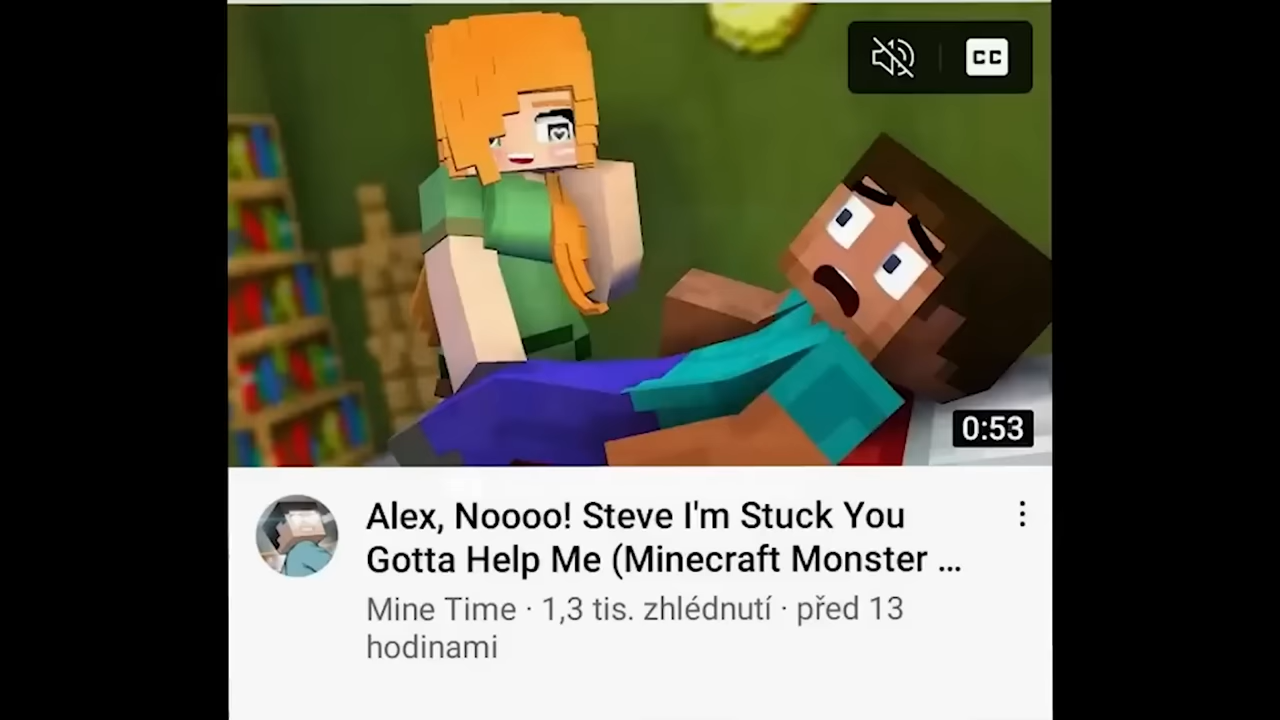 CC
0:53
Alex, Noooo! Steve I'm Stuck You
Gotta Help Me (Minecraft Monster ...
Mine Time · 1,3 tis. zhlédnutí · před 13
hodinami